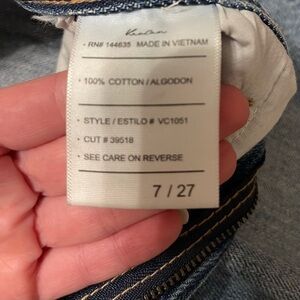 · RN# 144635 MADE IN VIETNAM
· 100% COTTON / ALGODON
· STYLE / ESTILO # VC1051
· CUT # 39518
· SEE CARE ON REVERSE
7 / 27